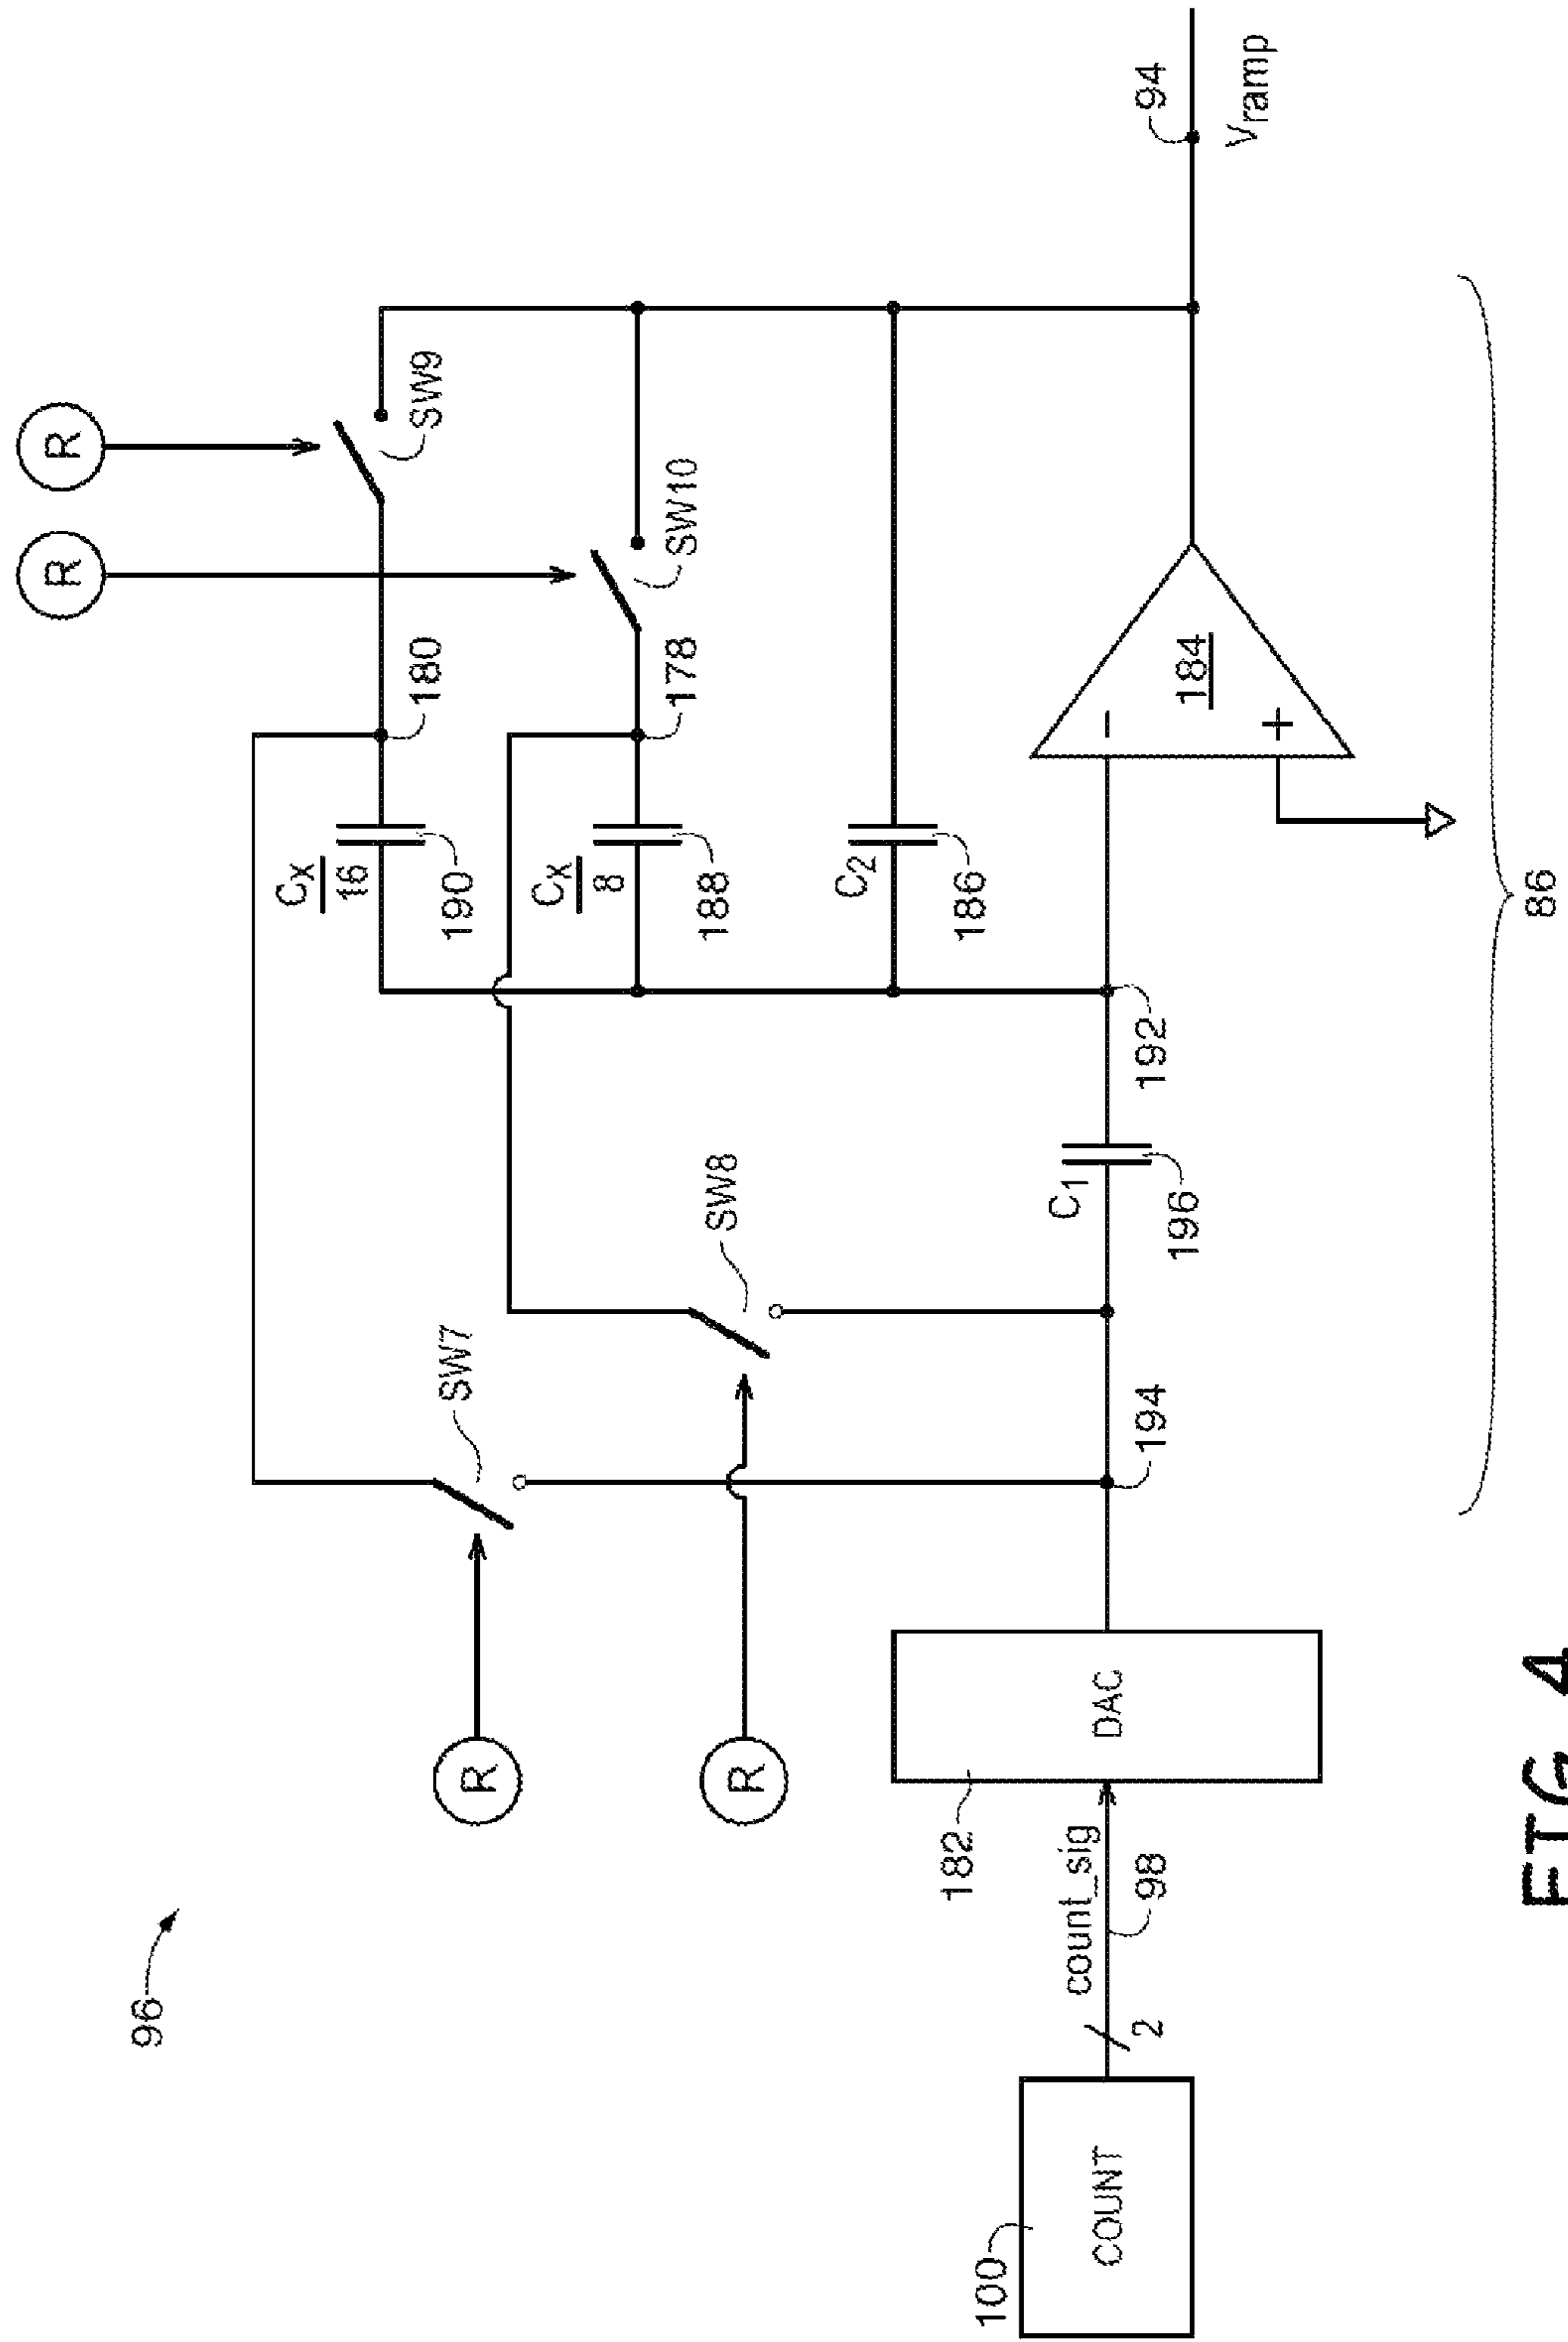 96
R
R
SW9
SW10
180
178
Cx
16
190
Cx
8
188
C2
186
SW7
SW8
R
R
C1
196
192
194
184
-
+
94
Vramp
100
COUNT
2
count_sig
98
182
DAC
86
FIG 4